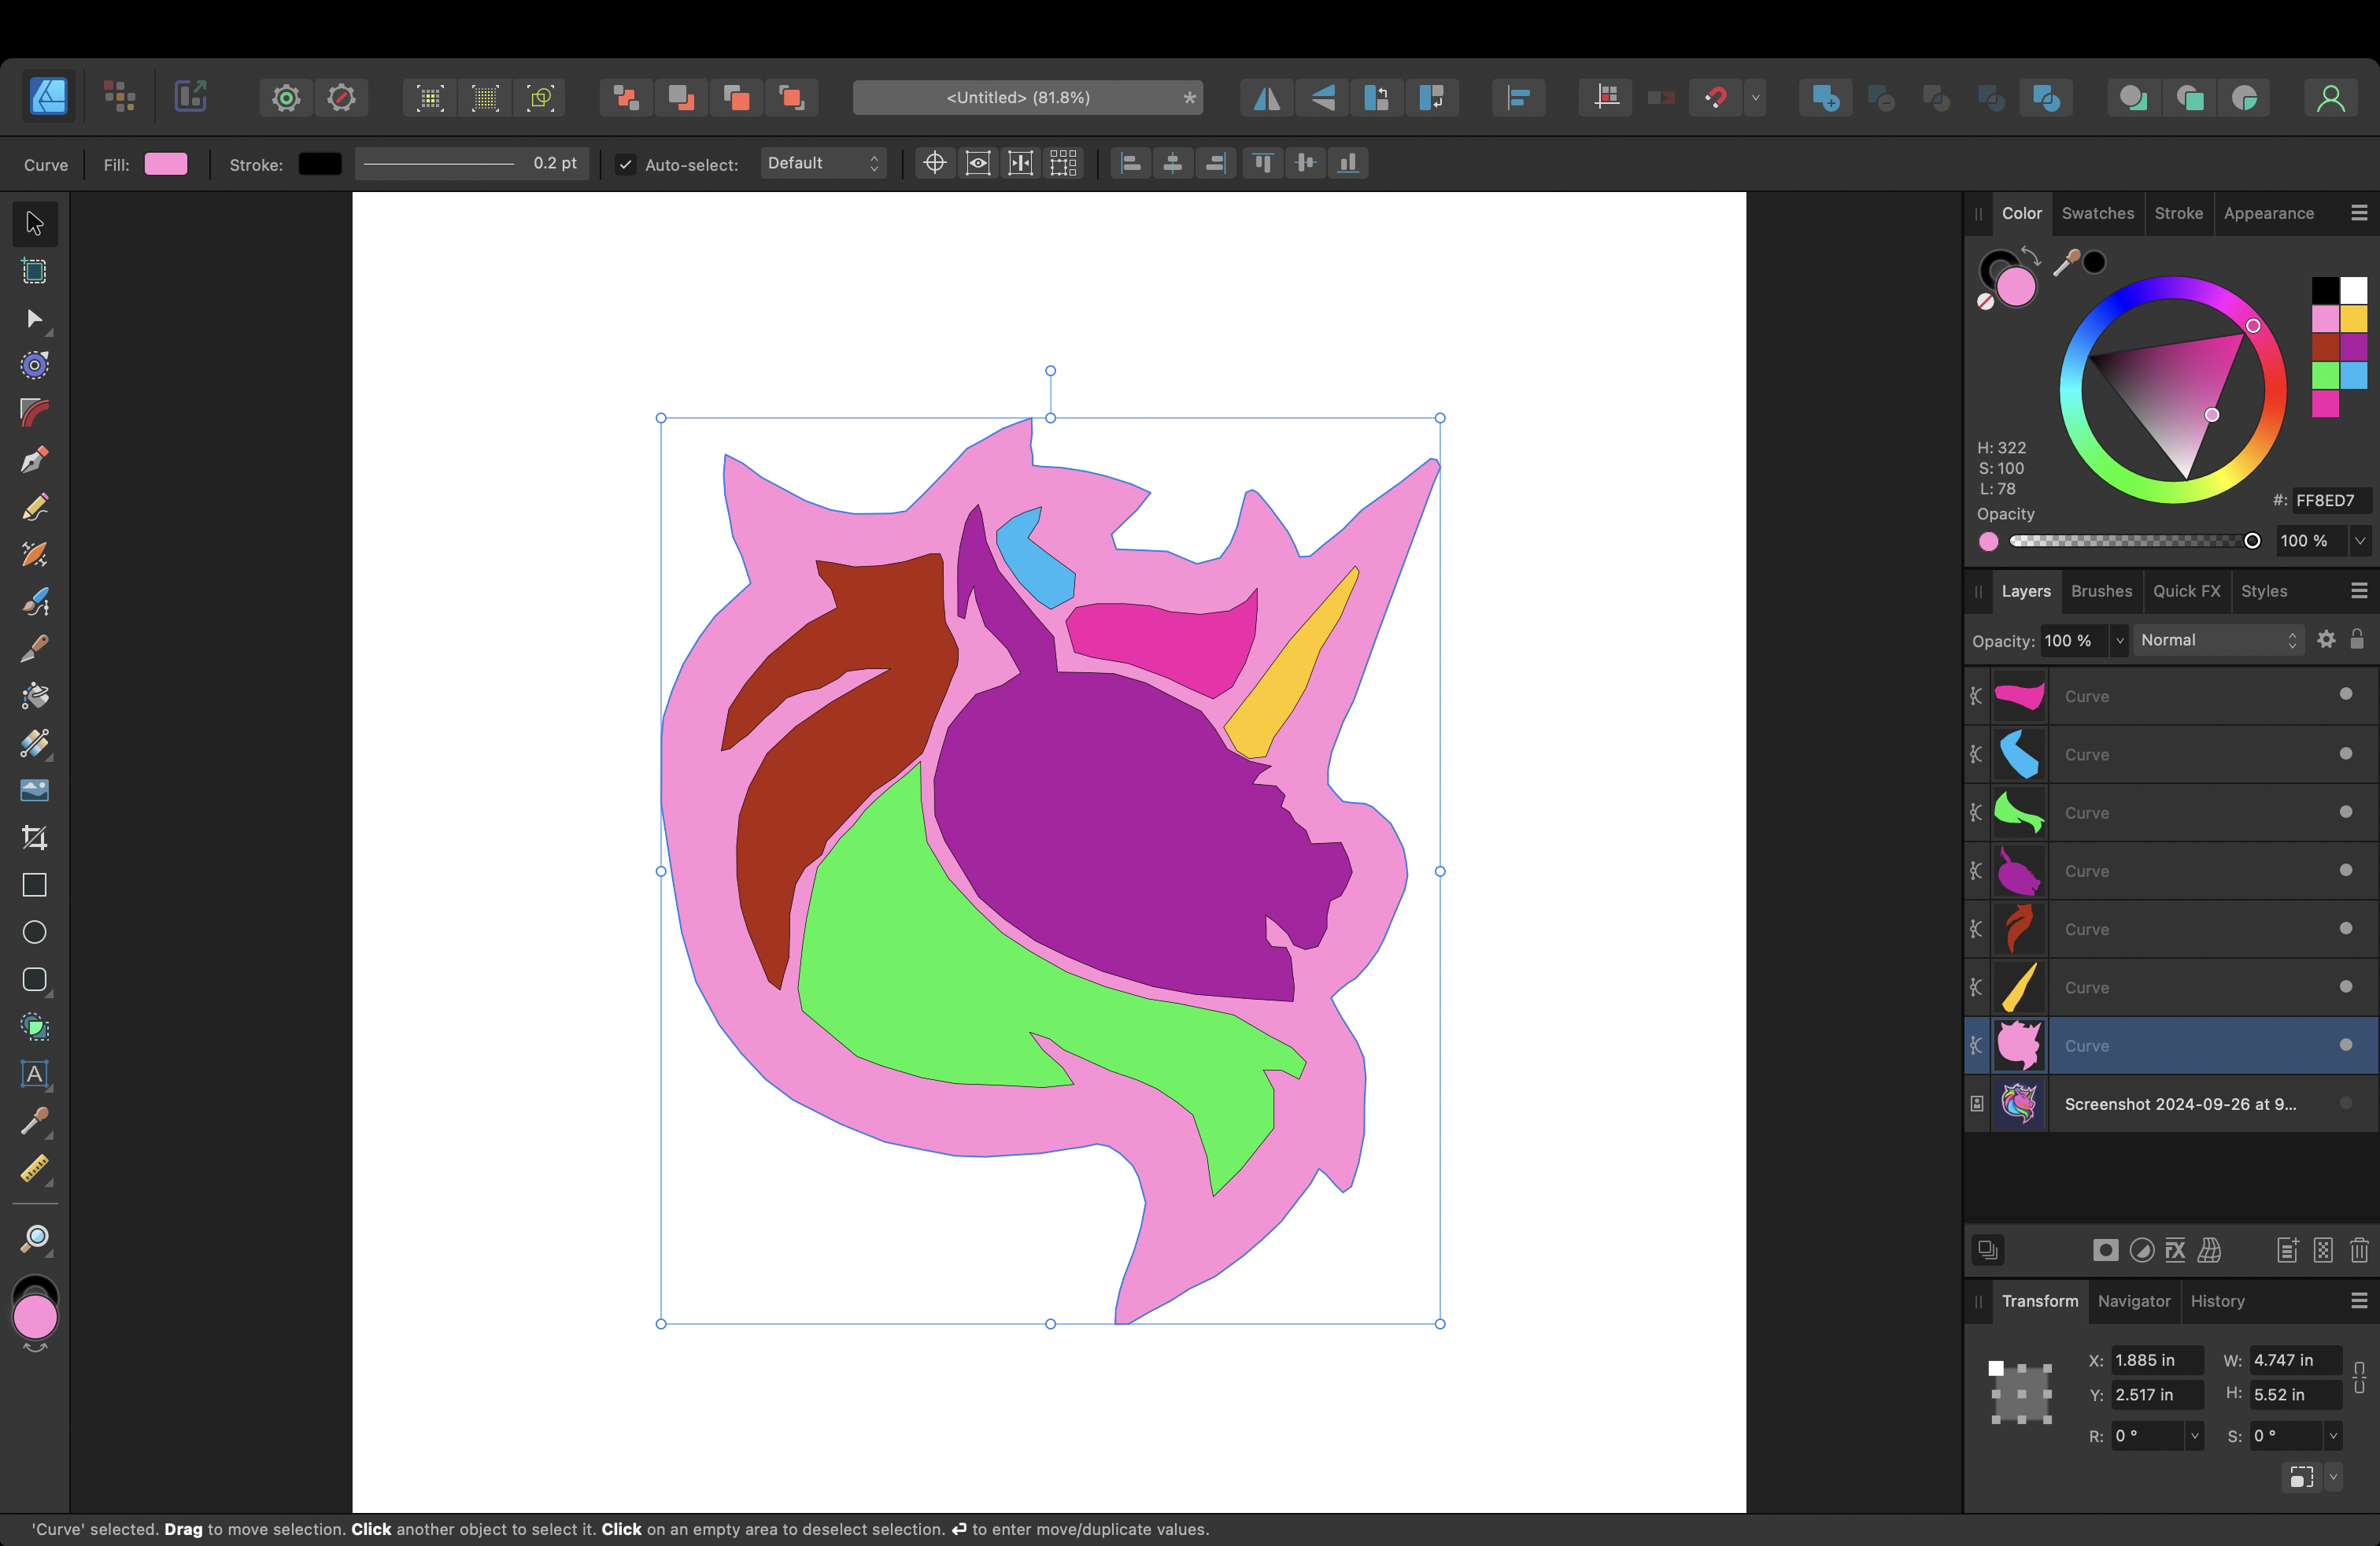 <Untitled> (81.8%) *
Curve Fill: Stroke: 0.2 pt Auto-select: Default
Color Swatches Stroke Appearance
H: 322
S: 100
L: 78
#: FF8ED7
Opacity
100 %
Layers Brushes Quick FX Styles
Opacity: 100 % Normal
Curve
Curve
Curve
Curve
Curve
Curve
Curve
Screenshot 2024-09-26 at 9...
A
FX
Transform Navigator History
X: 1.885 in W: 4.747 in
Y: 2.517 in H: 5.52 in
R: 0 ° S: 0 °
'Curve' selected. Drag to move selection. Click another object to select it. Click on an empty area to deselect selection. ↩ to enter move/duplicate values.